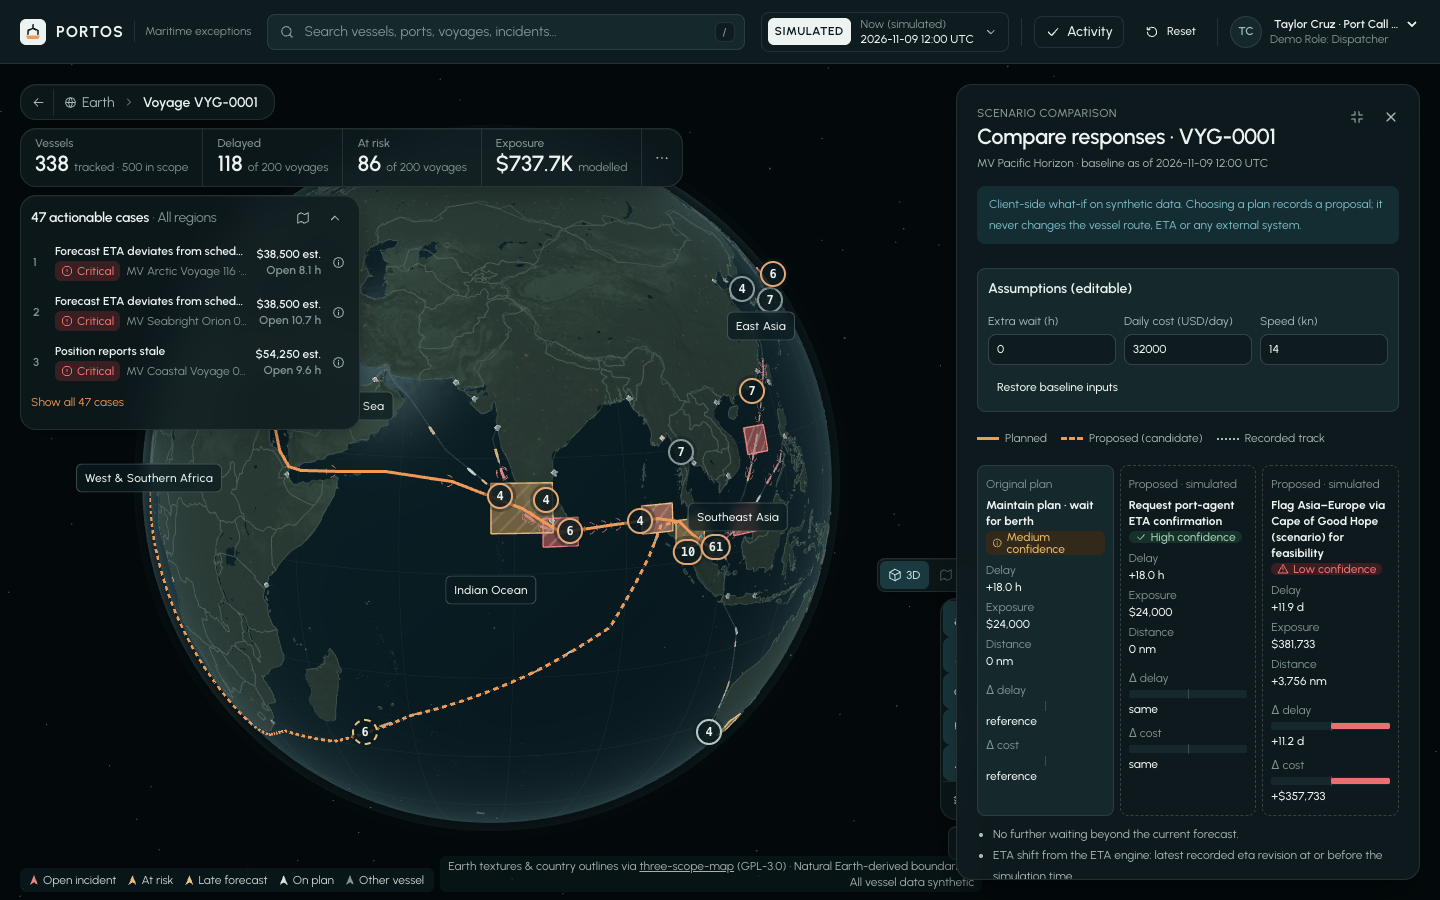 PORTOS
Maritime exceptions
Search vessels, ports, voyages, incidents...
/
SIMULATED
Now (simulated)
2026-11-09 12:00 UTC
Activity
Reset
TC
Taylor Cruz · Port Call ...
Demo Role: Dispatcher
Earth
Voyage VYG-0001
Vessels
338 tracked · 500 in scope
Delayed
118 of 200 voyages
At risk
86 of 200 voyages
Exposure
$737.7K modelled
...
47 actionable cases · All regions
1
Forecast ETA deviates from sched...
$38,500 est.
Critical
MV Arctic Voyage 116 ·...
Open 8.1 h
2
Forecast ETA deviates from sched...
$38,500 est.
Critical
MV Seabright Orion 0...
Open 10.7 h
3
Position reports stale
$54,250 est.
Critical
MV Coastal Voyage 0...
Open 9.6 h
Show all 47 cases
6
4
7
East Asia
7
Sea
7
West & Southern Africa
4
4
6
4
Southeast Asia
10
61
Indian Ocean
6
4
3D
Open incident
At risk
Late forecast
On plan
Other vessel
Earth textures & country outlines via three-scope-map (GPL-3.0) · Natural Earth-derived boundar
All vessel data synthetic
SCENARIO COMPARISON
Compare responses · VYG-0001
MV Pacific Horizon · baseline as of 2026-11-09 12:00 UTC
Client-side what-if on synthetic data. Choosing a plan records a proposal; it
never changes the vessel route, ETA or any external system.
Assumptions (editable)
Extra wait (h)
Daily cost (USD/day)
Speed (kn)
0
32000
14
Restore baseline inputs
Planned
Proposed (candidate)
Recorded track
Original plan
Maintain plan · wait
for berth
Medium
confidence
Delay
+18.0 h
Exposure
$24,000
Distance
0 nm
Δ delay
reference
Δ cost
reference
Proposed · simulated
Request port-agent
ETA confirmation
High confidence
Delay
+18.0 h
Exposure
$24,000
Distance
0 nm
Δ delay
same
Δ cost
same
Proposed · simulated
Flag Asia–Europe via
Cape of Good Hope
(scenario) for
feasibility
Low confidence
Delay
+11.9 d
Exposure
$381,733
Distance
+3,756 nm
Δ delay
+11.2 d
Δ cost
+$357,733
No further waiting beyond the current forecast.
ETA shift from the ETA engine: latest recorded eta revision at or before the
simulation time